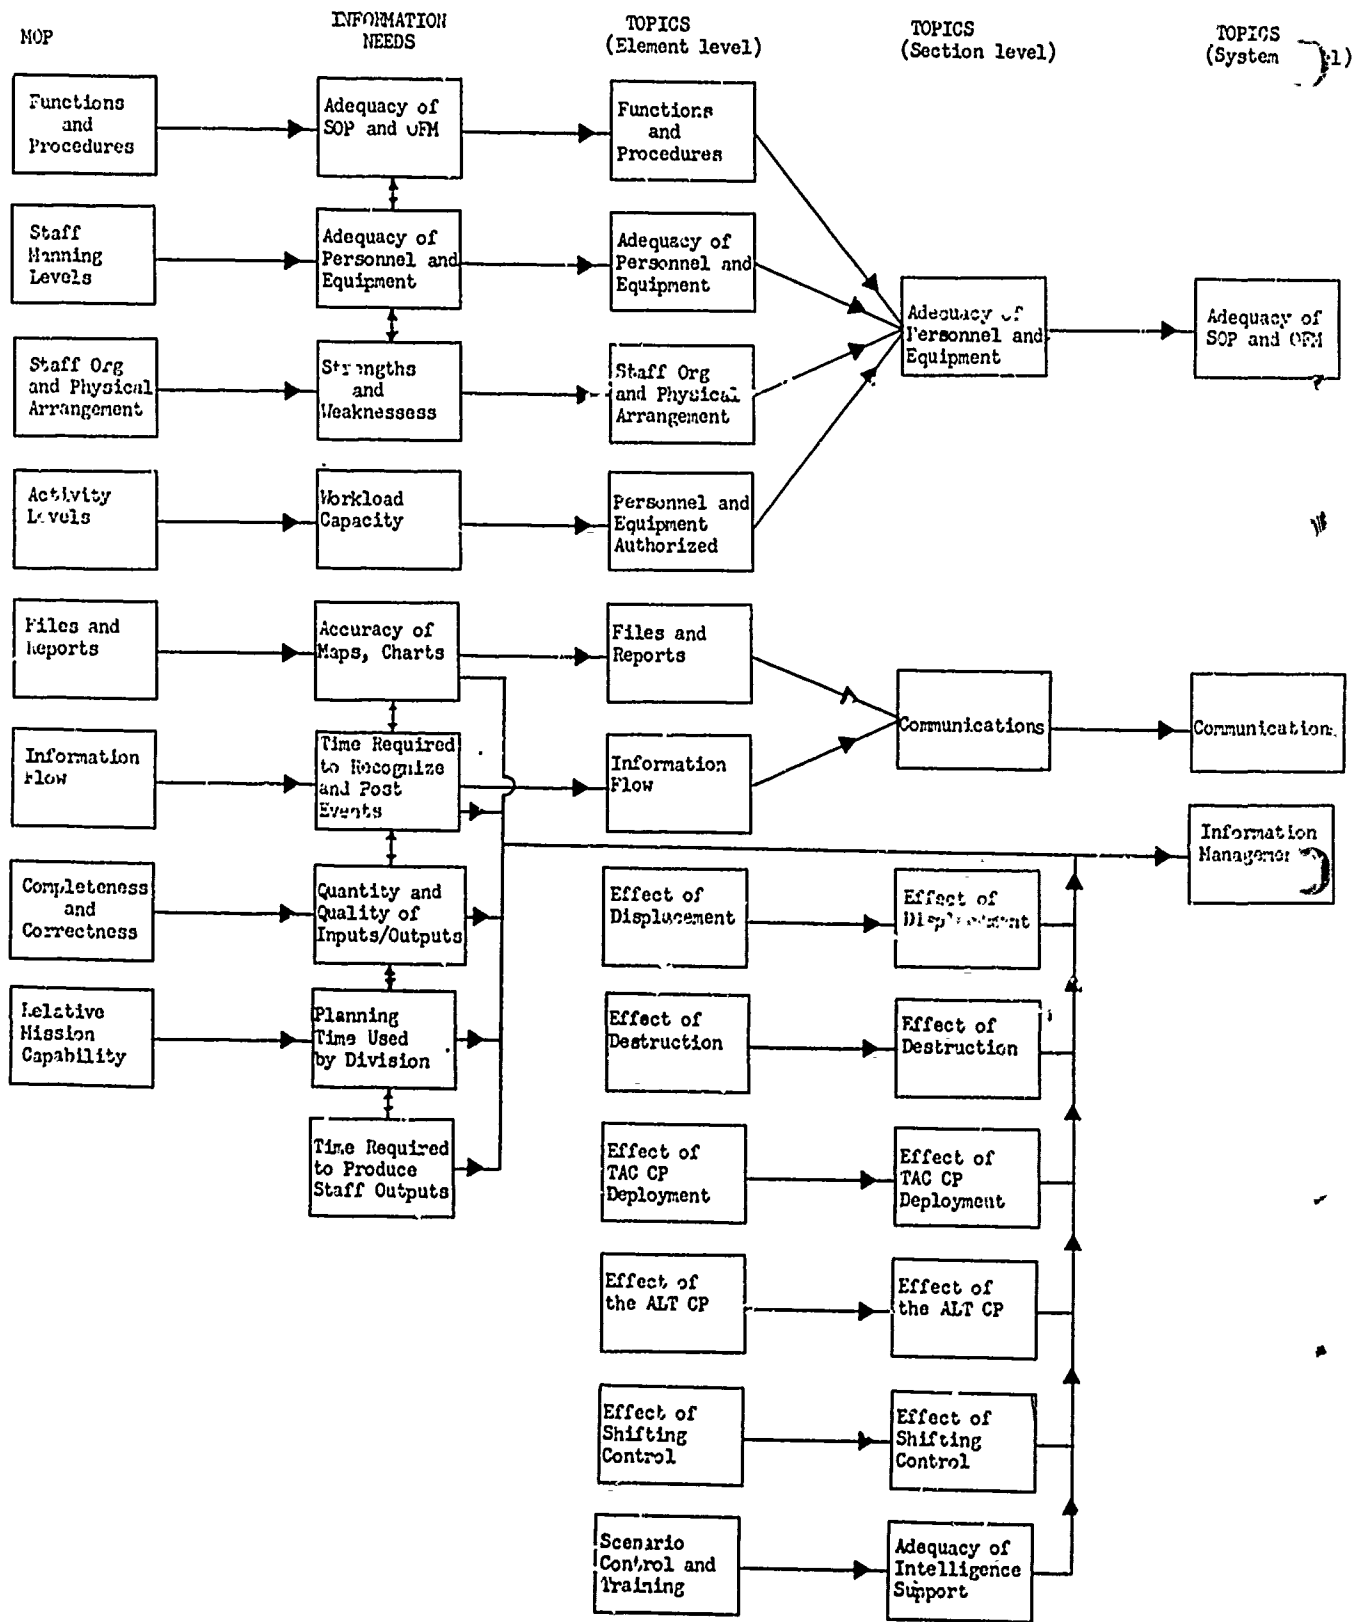 MOP
INFORMATION
NEEDS
TOPICS
(Element level)
TOPICS
(Section level)
TOPICS
(System
Functions
and
Procedures
Adequacy of
SOP and OFM
Functions
and
Procedures
Staff
Manning
Levels
Adequacy of
Personnel and
Equipment
Adequacy of
Personnel and
Equipment
Adequacy of
Personnel and
Equipment
Adequacy of
SOP and OFM
Staff Org
and Physical
Arrangement
Strengths
and
Weaknessess
Staff Org
and Physical
Arrangement
Activity
Levels
Workload
Capacity
Personnel and
Equipment
Authorized
Files and
Reports
Accuracy of
Maps, Charts
Files and
Reports
Communications
Communications
Information
Flow
Time Required
to Recognize
and Post
Events
Information
Flow
Information
Management
Completeness
and
Correctness
Quantity and
Quality of
Inputs/Outputs
Effect of
Displacement
Effect of
Displacement
Relative
Mission
Capability
Planning
Time Used
by Division
Effect of
Destruction
Effect of
Destruction
Time Required
to Produce
Staff Outputs
Effect of
TAC CP
Deployment
Effect of
TAC CP
Deployment
Effect of
the ALT CP
Effect of
the ALT CP
Effect of
Shifting
Control
Effect of
Shifting
Control
Scenario
Control and
Training
Adequacy of
Intelligence
Support